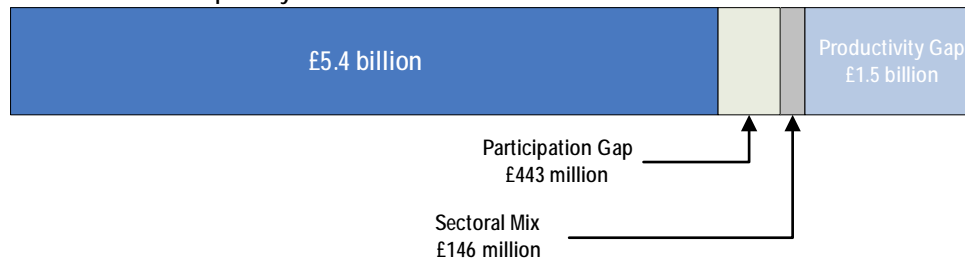 £5.4 billion
Productivity Gap
£1.5 billion
Participation Gap
£443 million
Sectoral Mix
£146 million